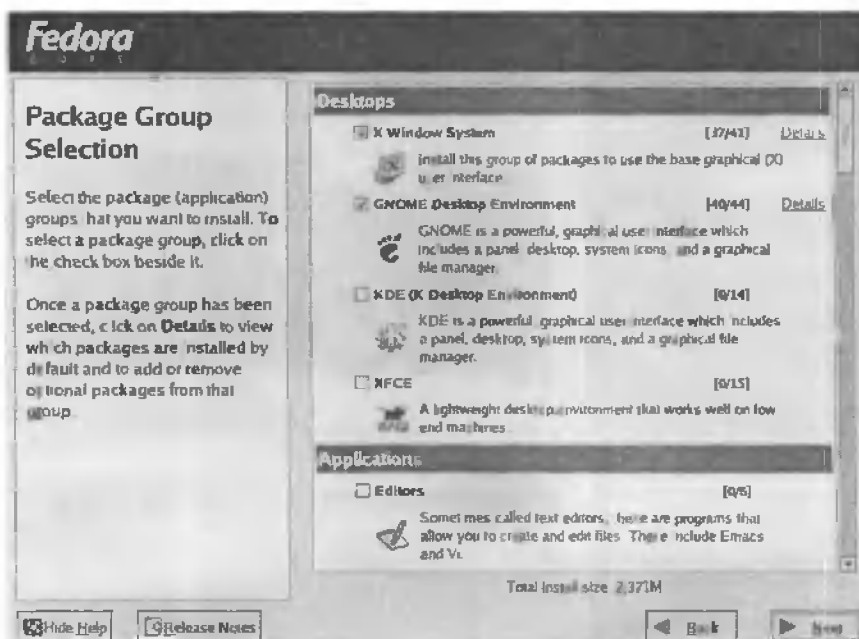 Fedora
CORE
Package Group
Selection
Select the package (application)
groups that you want to install. To
select a package group, click on
the check box beside it.
Once a package group has been
selected, click on Details to view
which packages are installed by
default and to add or remove
optional packages from that
group.
Desktops
X Window System [37/41] Details
Install this group of packages to use the base graphical (X)
user interface.
GNOME Desktop Environment [40/44] Details
GNOME is a powerful, graphical user interface which
includes a panel, desktop, system icons, and a graphical
file manager.
KDE (K Desktop Environment) [0/14]
KDE is a powerful, graphical user interface which includes
a panel, desktop, system icons, and a graphical file
manager.
XFCE [0/15]
A lightweight desktop environment that works well on low
end machines.
Applications
Editors [0/6]
Sometimes called text editors, these are programs that
allow you to create and edit files. These include Emacs
and Vi.
Total install size: 2,371M
Hide Help Release Notes Back Next